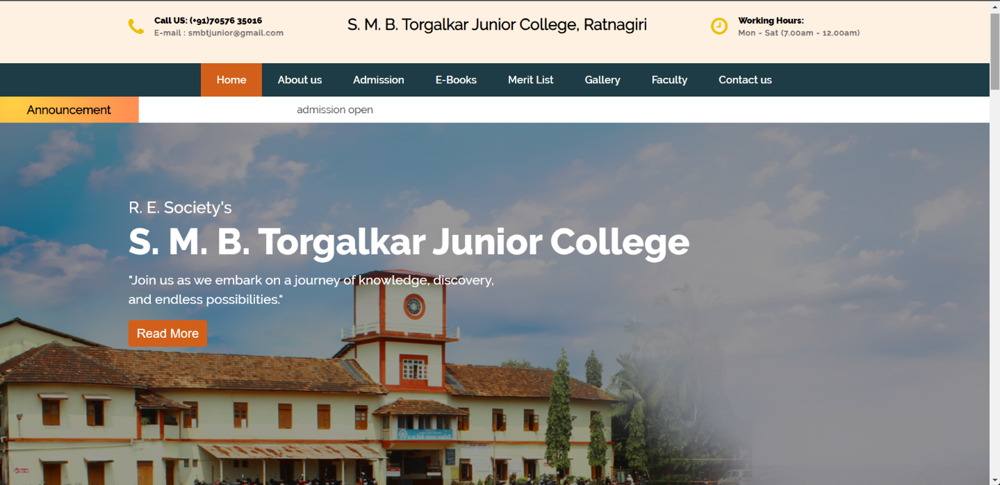 Call US: (+91)70576 35016
E-mail : smbtjunior@gmail.com
S. M. B. Torgalkar Junior College, Ratnagiri
Working Hours:
Mon - Sat (7.00am - 12.00am)
Home About us Admission E-Books Merit List Gallery Faculty Contact us
Announcement admission open
R. E. Society's
S. M. B. Torgalkar Junior College
"Join us as we embark on a journey of knowledge, discovery,
and endless possibilities."
Read More